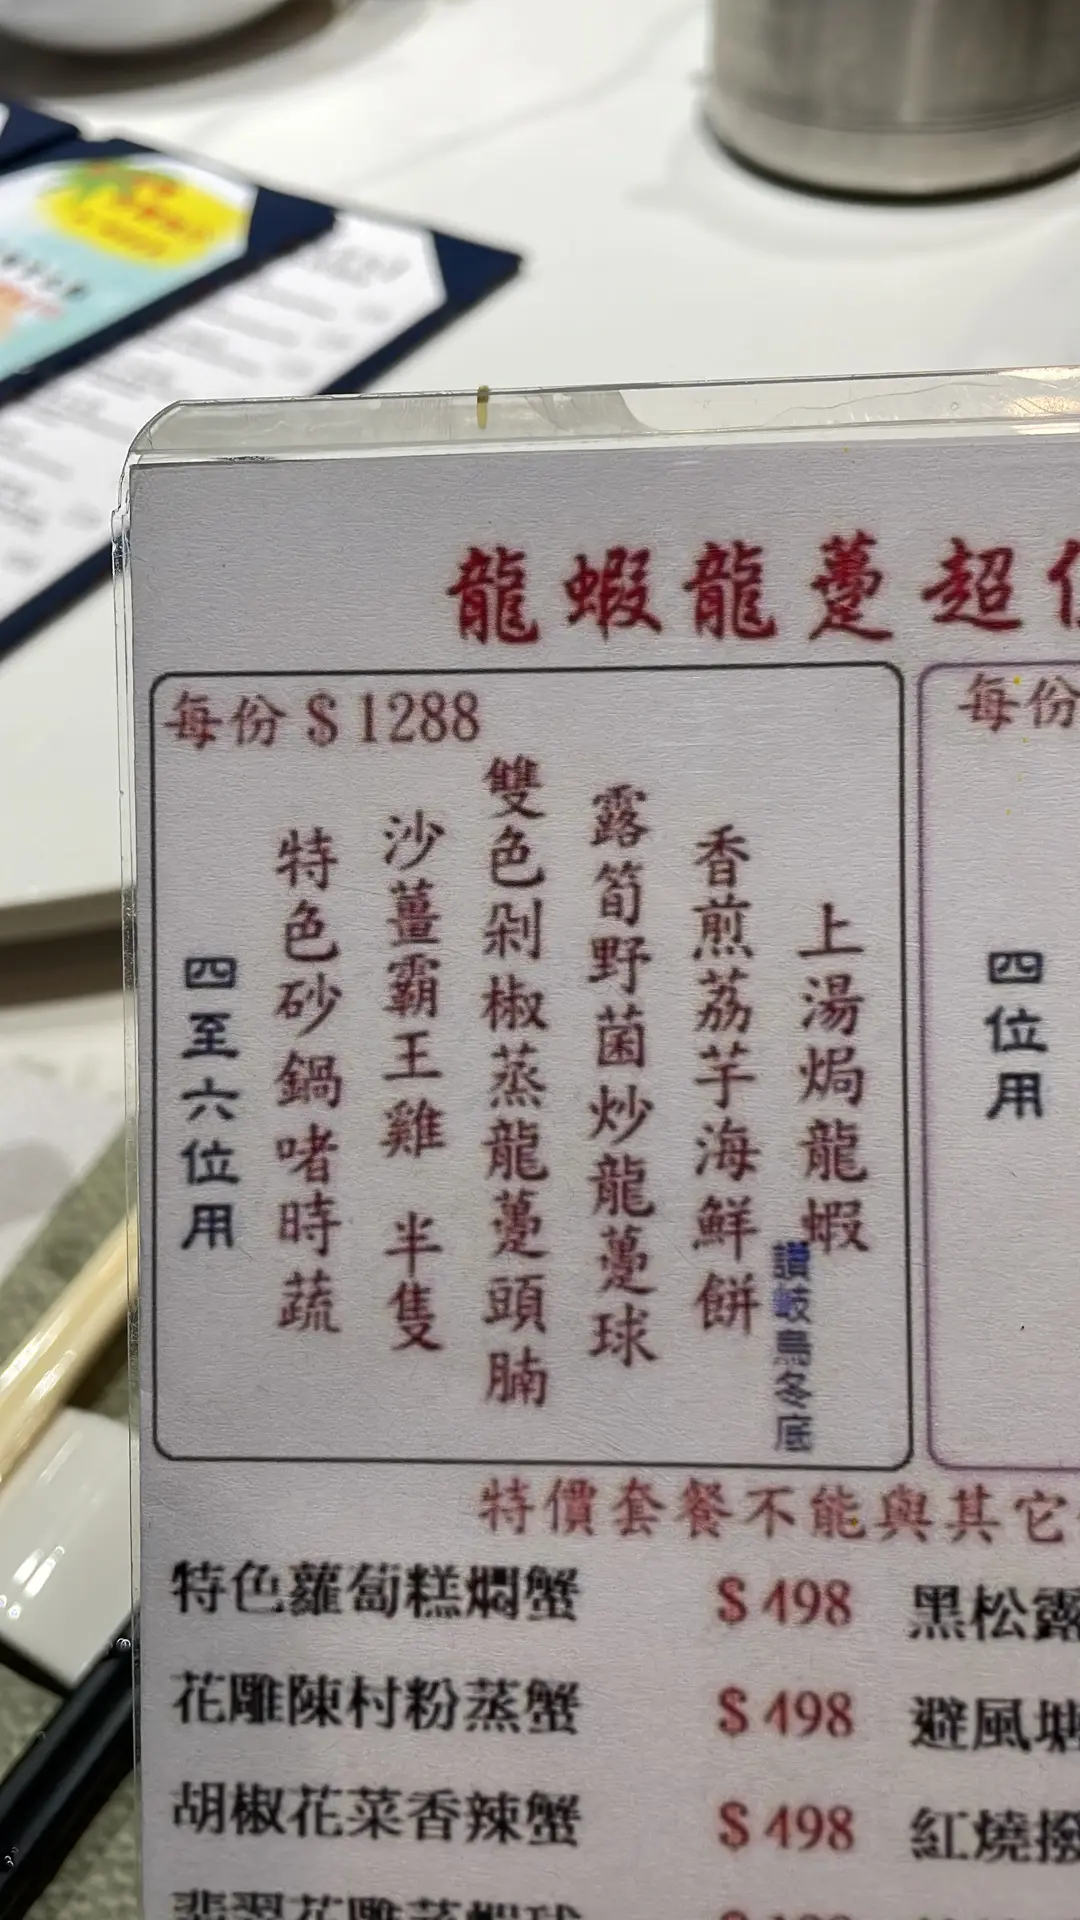 龍蝦龍躉超
每份 $1288
上湯焗龍蝦
讚岐烏冬底
香煎荔芋海鮮餅
露筍野菌炒龍躉球
雙色剁椒蒸龍躉頭腩
沙薑霸王雞 半隻
特色砂鍋啫時蔬
四至六位用
每份
四位用
特價套餐不能與其它
特色蘿蔔糕燜蟹 $498
黑松露
花雕陳村粉蒸蟹 $498
避風塘
胡椒花菜香辣蟹 $498
紅燒撥